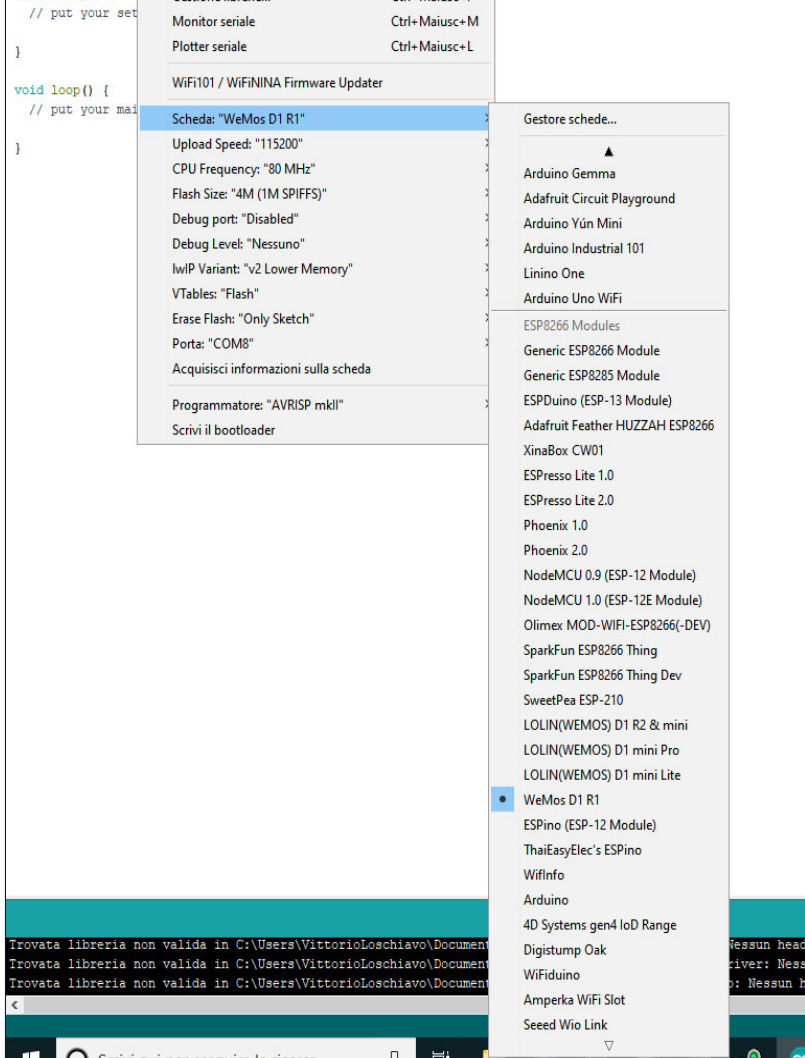 // put your set
}
void loop() {
// put your mai
}
Monitor seriale Ctrl+Maiusc+M
Plotter seriale Ctrl+Maiusc+L
WiFi101 / WiFiNINA Firmware Updater
Scheda: "WeMos D1 R1"
Upload Speed: "115200"
CPU Frequency: "80 MHz"
Flash Size: "4M (1M SPIFFS)"
Debug port: "Disabled"
Debug Level: "Nessuno"
lwIP Variant: "v2 Lower Memory"
VTables: "Flash"
Erase Flash: "Only Sketch"
Porta: "COM8"
Acquisisci informazioni sulla scheda
Programmatore: "AVRISP mkII"
Scrivi il bootloader
Gestore schede...
Arduino Gemma
Adafruit Circuit Playground
Arduino Yún Mini
Arduino Industrial 101
Linino One
Arduino Uno WiFi
ESP8266 Modules
Generic ESP8266 Module
Generic ESP8285 Module
ESPDuino (ESP-13 Module)
Adafruit Feather HUZZAH ESP8266
XinaBox CW01
ESPresso Lite 1.0
ESPresso Lite 2.0
Phoenix 1.0
Phoenix 2.0
NodeMCU 0.9 (ESP-12 Module)
NodeMCU 1.0 (ESP-12E Module)
Olimex MOD-WIFI-ESP8266(-DEV)
SparkFun ESP8266 Thing
SparkFun ESP8266 Thing Dev
SweetPea ESP-210
LOLIN(WEMOS) D1 R2 & mini
LOLIN(WEMOS) D1 mini Pro
LOLIN(WEMOS) D1 mini Lite
WeMos D1 R1
ESPino (ESP-12 Module)
ThaiEasyElec's ESPino
WifInfo
Arduino
4D Systems gen4 IoD Range
Digistump Oak
WiFiduino
Amperka WiFi Slot
Seeed Wio Link
Trovata libreria non valida in C:\Users\VittorioLoschiavo\Document Nessun head
Trovata libreria non valida in C:\Users\VittorioLoschiavo\Document river: Ness
Trovata libreria non valida in C:\Users\VittorioLoschiavo\Document o: Nessun h